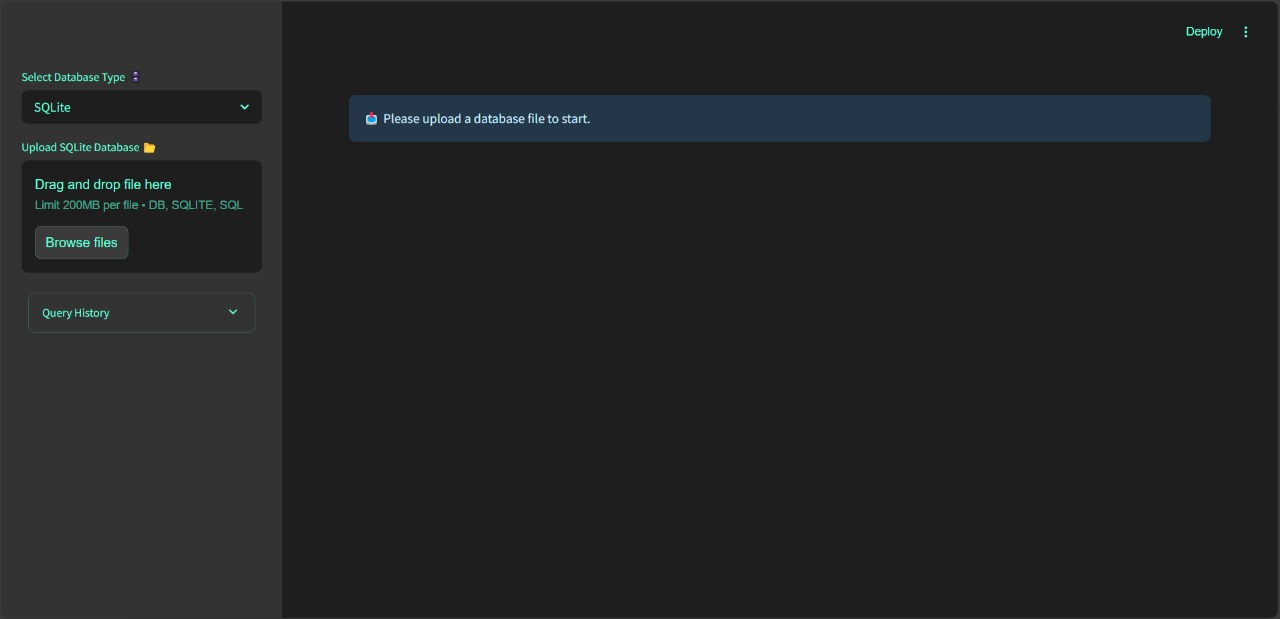 Deploy
Select Database Type
SQLite
Upload SQLite Database
Drag and drop file here
Limit 200MB per file • DB, SQLITE, SQL
Browse files
Query History
Please upload a database file to start.